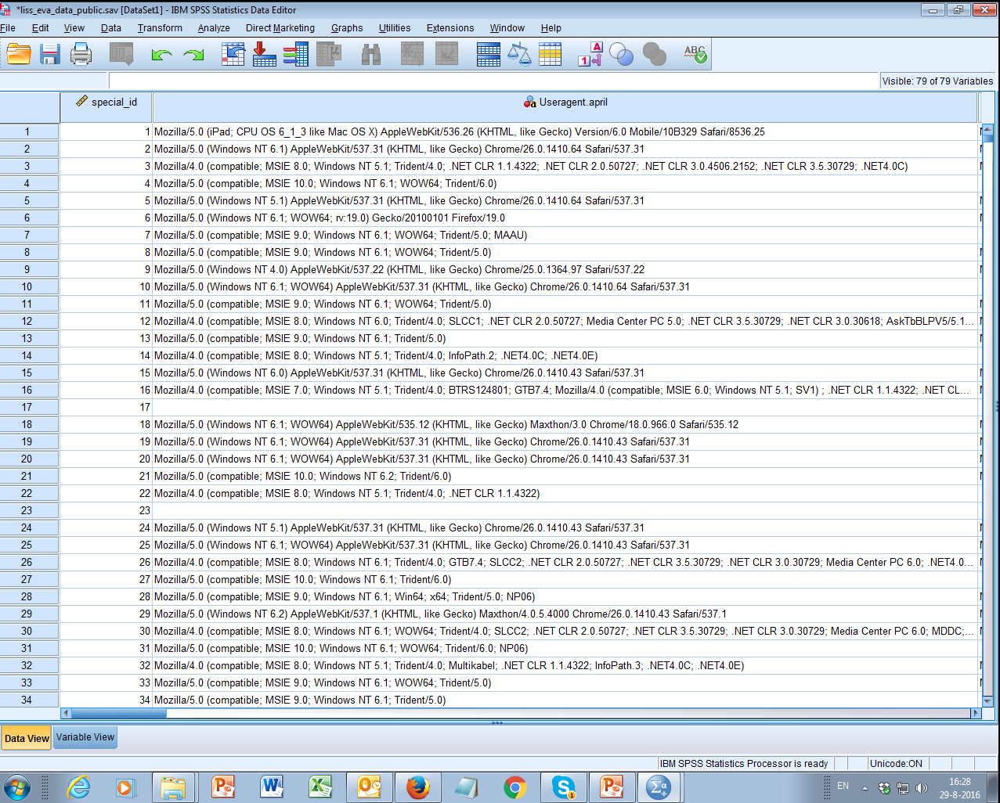 *liss_eva_data_public.sav [DataSet1] - IBM SPSS Statistics Data Editor
File Edit View Data Transform Analyze Direct Marketing Graphs Utilities Extensions Window Help
Visible: 79 of 79 Variables
special_id Useragent.april
1 1 Mozilla/5.0 (iPad; CPU OS 6_1_3 like Mac OS X) AppleWebKit/536.26 (KHTML, like Gecko) Version/6.0 Mobile/10B329 Safari/8536.25
2 2 Mozilla/5.0 (Windows NT 6.1) AppleWebKit/537.31 (KHTML, like Gecko) Chrome/26.0.1410.64 Safari/537.31
3 3 Mozilla/4.0 (compatible; MSIE 8.0; Windows NT 5.1; Trident/4.0; .NET CLR 1.1.4322; .NET CLR 2.0.50727; .NET CLR 3.0.4506.2152; .NET CLR 3.5.30729; .NET4.0C)
4 4 Mozilla/5.0 (compatible; MSIE 10.0; Windows NT 6.1; WOW64; Trident/6.0)
5 5 Mozilla/5.0 (Windows NT 5.1) AppleWebKit/537.31 (KHTML, like Gecko) Chrome/26.0.1410.64 Safari/537.31
6 6 Mozilla/5.0 (Windows NT 6.1; WOW64; rv:19.0) Gecko/20100101 Firefox/19.0
7 7 Mozilla/5.0 (compatible; MSIE 9.0; Windows NT 6.1; WOW64; Trident/5.0; MAAU)
8 8 Mozilla/5.0 (compatible; MSIE 9.0; Windows NT 6.1; WOW64; Trident/5.0)
9 9 Mozilla/5.0 (Windows NT 4.0) AppleWebKit/537.22 (KHTML, like Gecko) Chrome/25.0.1364.97 Safari/537.22
10 10 Mozilla/5.0 (Windows NT 6.1; WOW64) AppleWebKit/537.31 (KHTML, like Gecko) Chrome/26.0.1410.64 Safari/537.31
11 11 Mozilla/5.0 (compatible; MSIE 9.0; Windows NT 6.1; WOW64; Trident/5.0)
12 12 Mozilla/4.0 (compatible; MSIE 8.0; Windows NT 6.0; Trident/4.0; SLCC1; .NET CLR 2.0.50727; Media Center PC 5.0; .NET CLR 3.5.30729; .NET CLR 3.0.30618; AskTbBLPV5/5.1...
13 13 Mozilla/5.0 (compatible; MSIE 9.0; Windows NT 6.1; Trident/5.0)
14 14 Mozilla/4.0 (compatible; MSIE 8.0; Windows NT 5.1; Trident/4.0; InfoPath.2; .NET4.0C; .NET4.0E)
15 15 Mozilla/5.0 (Windows NT 6.0) AppleWebKit/537.31 (KHTML, like Gecko) Chrome/26.0.1410.43 Safari/537.31
16 16 Mozilla/4.0 (compatible; MSIE 7.0; Windows NT 5.1; Trident/4.0; BTRS124801; GTB7.4; Mozilla/4.0 (compatible; MSIE 6.0; Windows NT 5.1; SV1) ; .NET CLR 1.1.4322; .NET CL...
17 17
18 18 Mozilla/5.0 (Windows NT 6.1; WOW64) AppleWebKit/535.12 (KHTML, like Gecko) Maxthon/3.0 Chrome/18.0.966.0 Safari/535.12
19 19 Mozilla/5.0 (Windows NT 6.1; WOW64) AppleWebKit/537.31 (KHTML, like Gecko) Chrome/26.0.1410.43 Safari/537.31
20 20 Mozilla/5.0 (Windows NT 6.1; WOW64) AppleWebKit/537.31 (KHTML, like Gecko) Chrome/26.0.1410.43 Safari/537.31
21 21 Mozilla/5.0 (compatible; MSIE 10.0; Windows NT 6.2; Trident/6.0)
22 22 Mozilla/4.0 (compatible; MSIE 8.0; Windows NT 5.1; Trident/4.0; .NET CLR 1.1.4322)
23 23
24 24 Mozilla/5.0 (Windows NT 5.1) AppleWebKit/537.31 (KHTML, like Gecko) Chrome/26.0.1410.43 Safari/537.31
25 25 Mozilla/5.0 (Windows NT 6.1; WOW64) AppleWebKit/537.31 (KHTML, like Gecko) Chrome/26.0.1410.43 Safari/537.31
26 26 Mozilla/4.0 (compatible; MSIE 8.0; Windows NT 6.1; Trident/4.0; GTB7.4; SLCC2; .NET CLR 2.0.50727; .NET CLR 3.5.30729; .NET CLR 3.0.30729; Media Center PC 6.0; .NET4.0...
27 27 Mozilla/5.0 (compatible; MSIE 10.0; Windows NT 6.1; Trident/6.0)
28 28 Mozilla/5.0 (compatible; MSIE 9.0; Windows NT 6.1; Win64; x64; Trident/5.0; NP06)
29 29 Mozilla/5.0 (Windows NT 6.2) AppleWebKit/537.1 (KHTML, like Gecko) Maxthon/4.0.5.4000 Chrome/26.0.1410.43 Safari/537.1
30 30 Mozilla/4.0 (compatible; MSIE 8.0; Windows NT 6.1; WOW64; Trident/4.0; SLCC2; .NET CLR 2.0.50727; .NET CLR 3.5.30729; .NET CLR 3.0.30729; Media Center PC 6.0; MDDC;...
31 31 Mozilla/5.0 (compatible; MSIE 10.0; Windows NT 6.1; WOW64; Trident/6.0; NP06)
32 32 Mozilla/4.0 (compatible; MSIE 8.0; Windows NT 5.1; Trident/4.0; Multikabel; .NET CLR 1.1.4322; InfoPath.3; .NET4.0C; .NET4.0E)
33 33 Mozilla/5.0 (compatible; MSIE 9.0; Windows NT 6.1; WOW64; Trident/5.0)
34 34 Mozilla/5.0 (compatible; MSIE 9.0; Windows NT 6.1; Trident/5.0)
Data View Variable View
IBM SPSS Statistics Processor is ready Unicode:ON
EN 16:28
29-8-2016